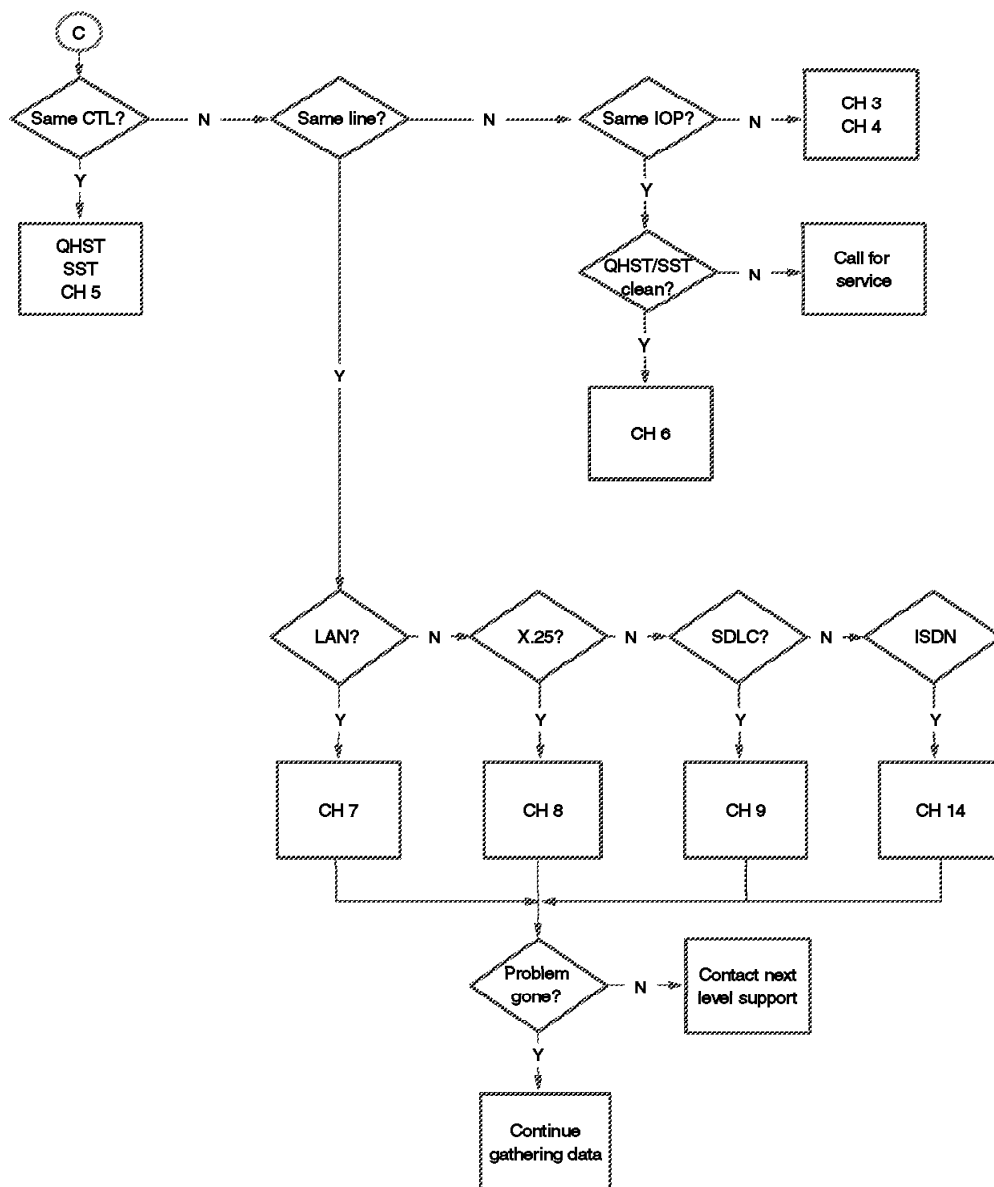 C
Same CTL?
N
Same line?
N
Same IOP?
N
CH 3
CH 4
Y
Y
QHST
SST
CH 5
QHST/SST
clean?
N
Call for
service
Y
Y
CH 6
LAN?
N
X.25?
N
SDLC?
N
ISDN
Y
Y
Y
Y
CH 7
CH 8
CH 9
CH 14
Problem
gone?
N
Contact next
level support
Y
Continue
gathering data